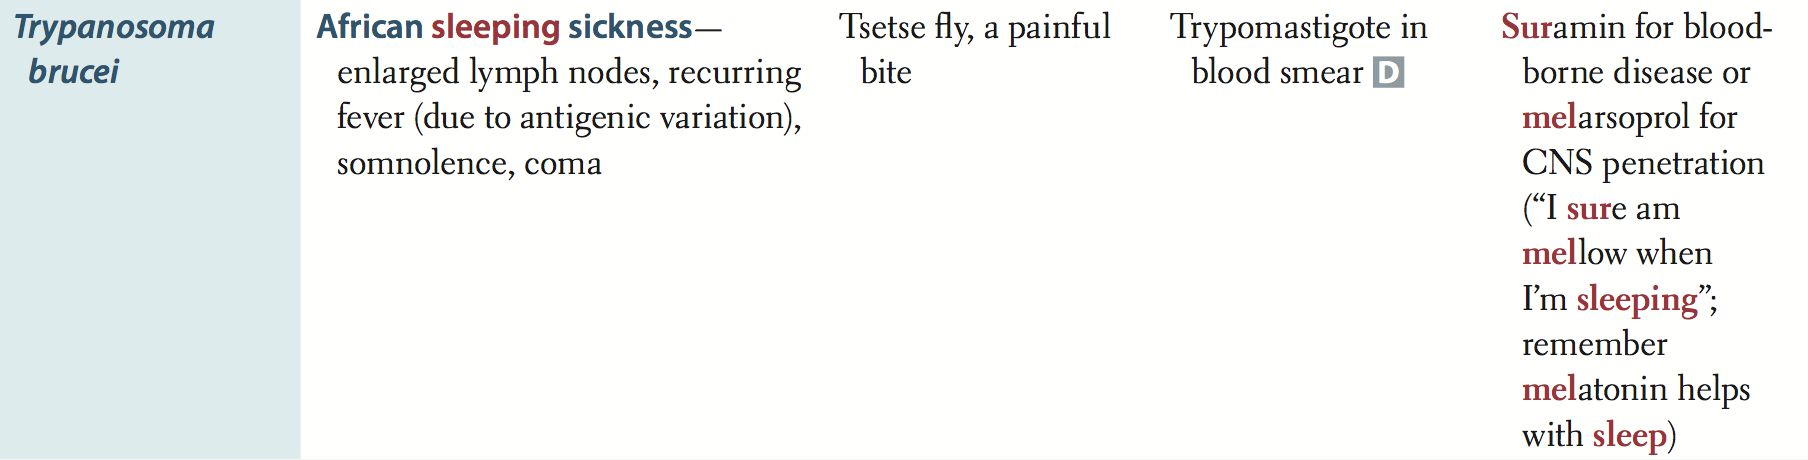 Trypanosoma
brucei
African sleeping sickness—
enlarged lymph nodes, recurring
fever (due to antigenic variation),
somnolence, coma
Tsetse fly, a painful
bite
Trypomastigote in
blood smear D
Suramin for blood-
borne disease or
melarsoprol for
CNS penetration
(“I sure am
mellow when
I’m sleeping”;
remember
melatonin helps
with sleep)